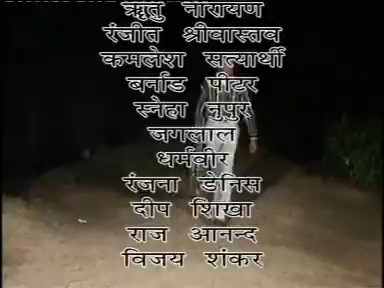 ऋतु नारायण
रंजीत श्रीवास्तव
कमलेश सत्यार्थी
बर्नाड पीटर
स्नेहा नुपुर
जगलाल
धर्मवीर
रंजना डेनिस
दीप शिखा
राज आनन्द
विजय शंकर